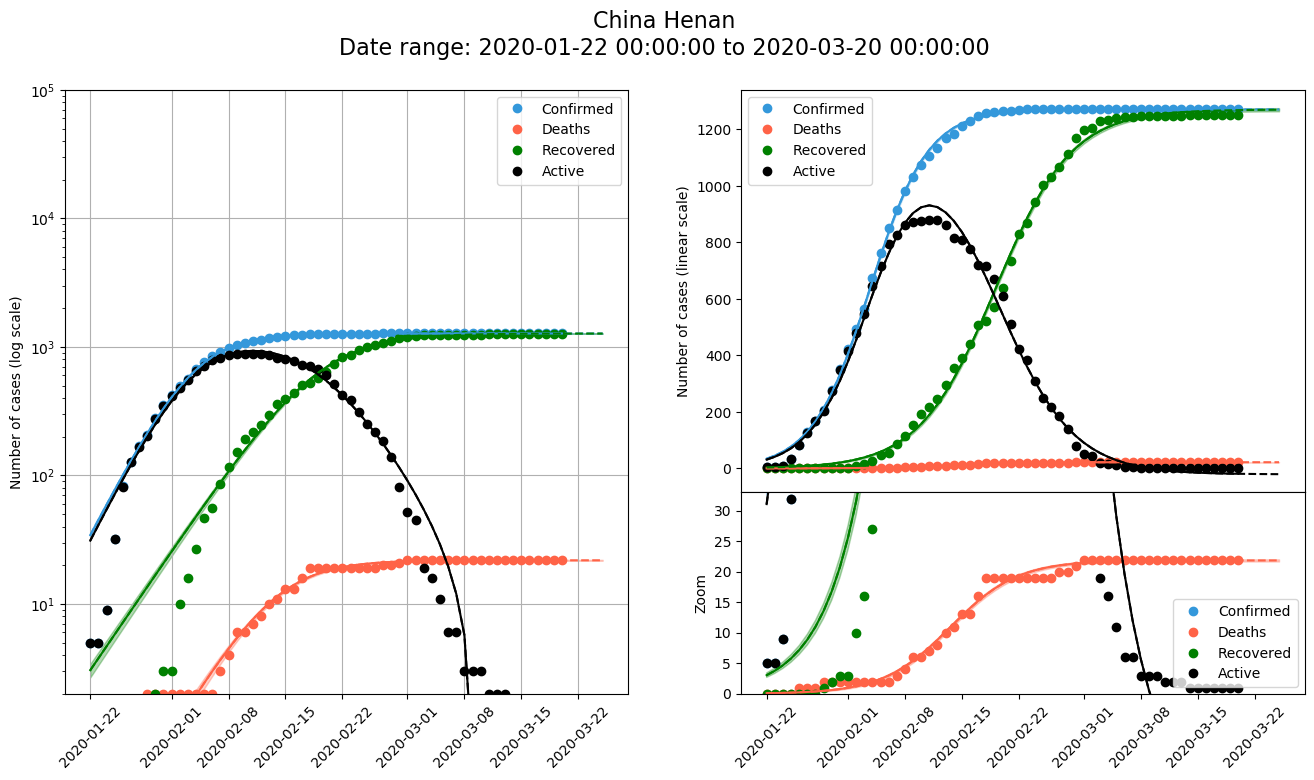 China Henan
Date range: 2020-01-22 00:00:00 to 2020-03-20 00:00:00
Number of cases (log scale)
10^5
10^4
10^3
10^2
10^1
Confirmed
Deaths
Recovered
Active
2020-01-22
2020-02-01
2020-02-08
2020-02-15
2020-02-22
2020-03-01
2020-03-08
2020-03-15
2020-03-22
Number of cases (linear scale)
1200
1000
800
600
400
200
0
Confirmed
Deaths
Recovered
Active
Zoom
30
25
20
15
10
5
0
Confirmed
Deaths
Recovered
Active
2020-01-22
2020-02-01
2020-02-08
2020-02-15
2020-02-22
2020-03-01
2020-03-08
2020-03-15
2020-03-22